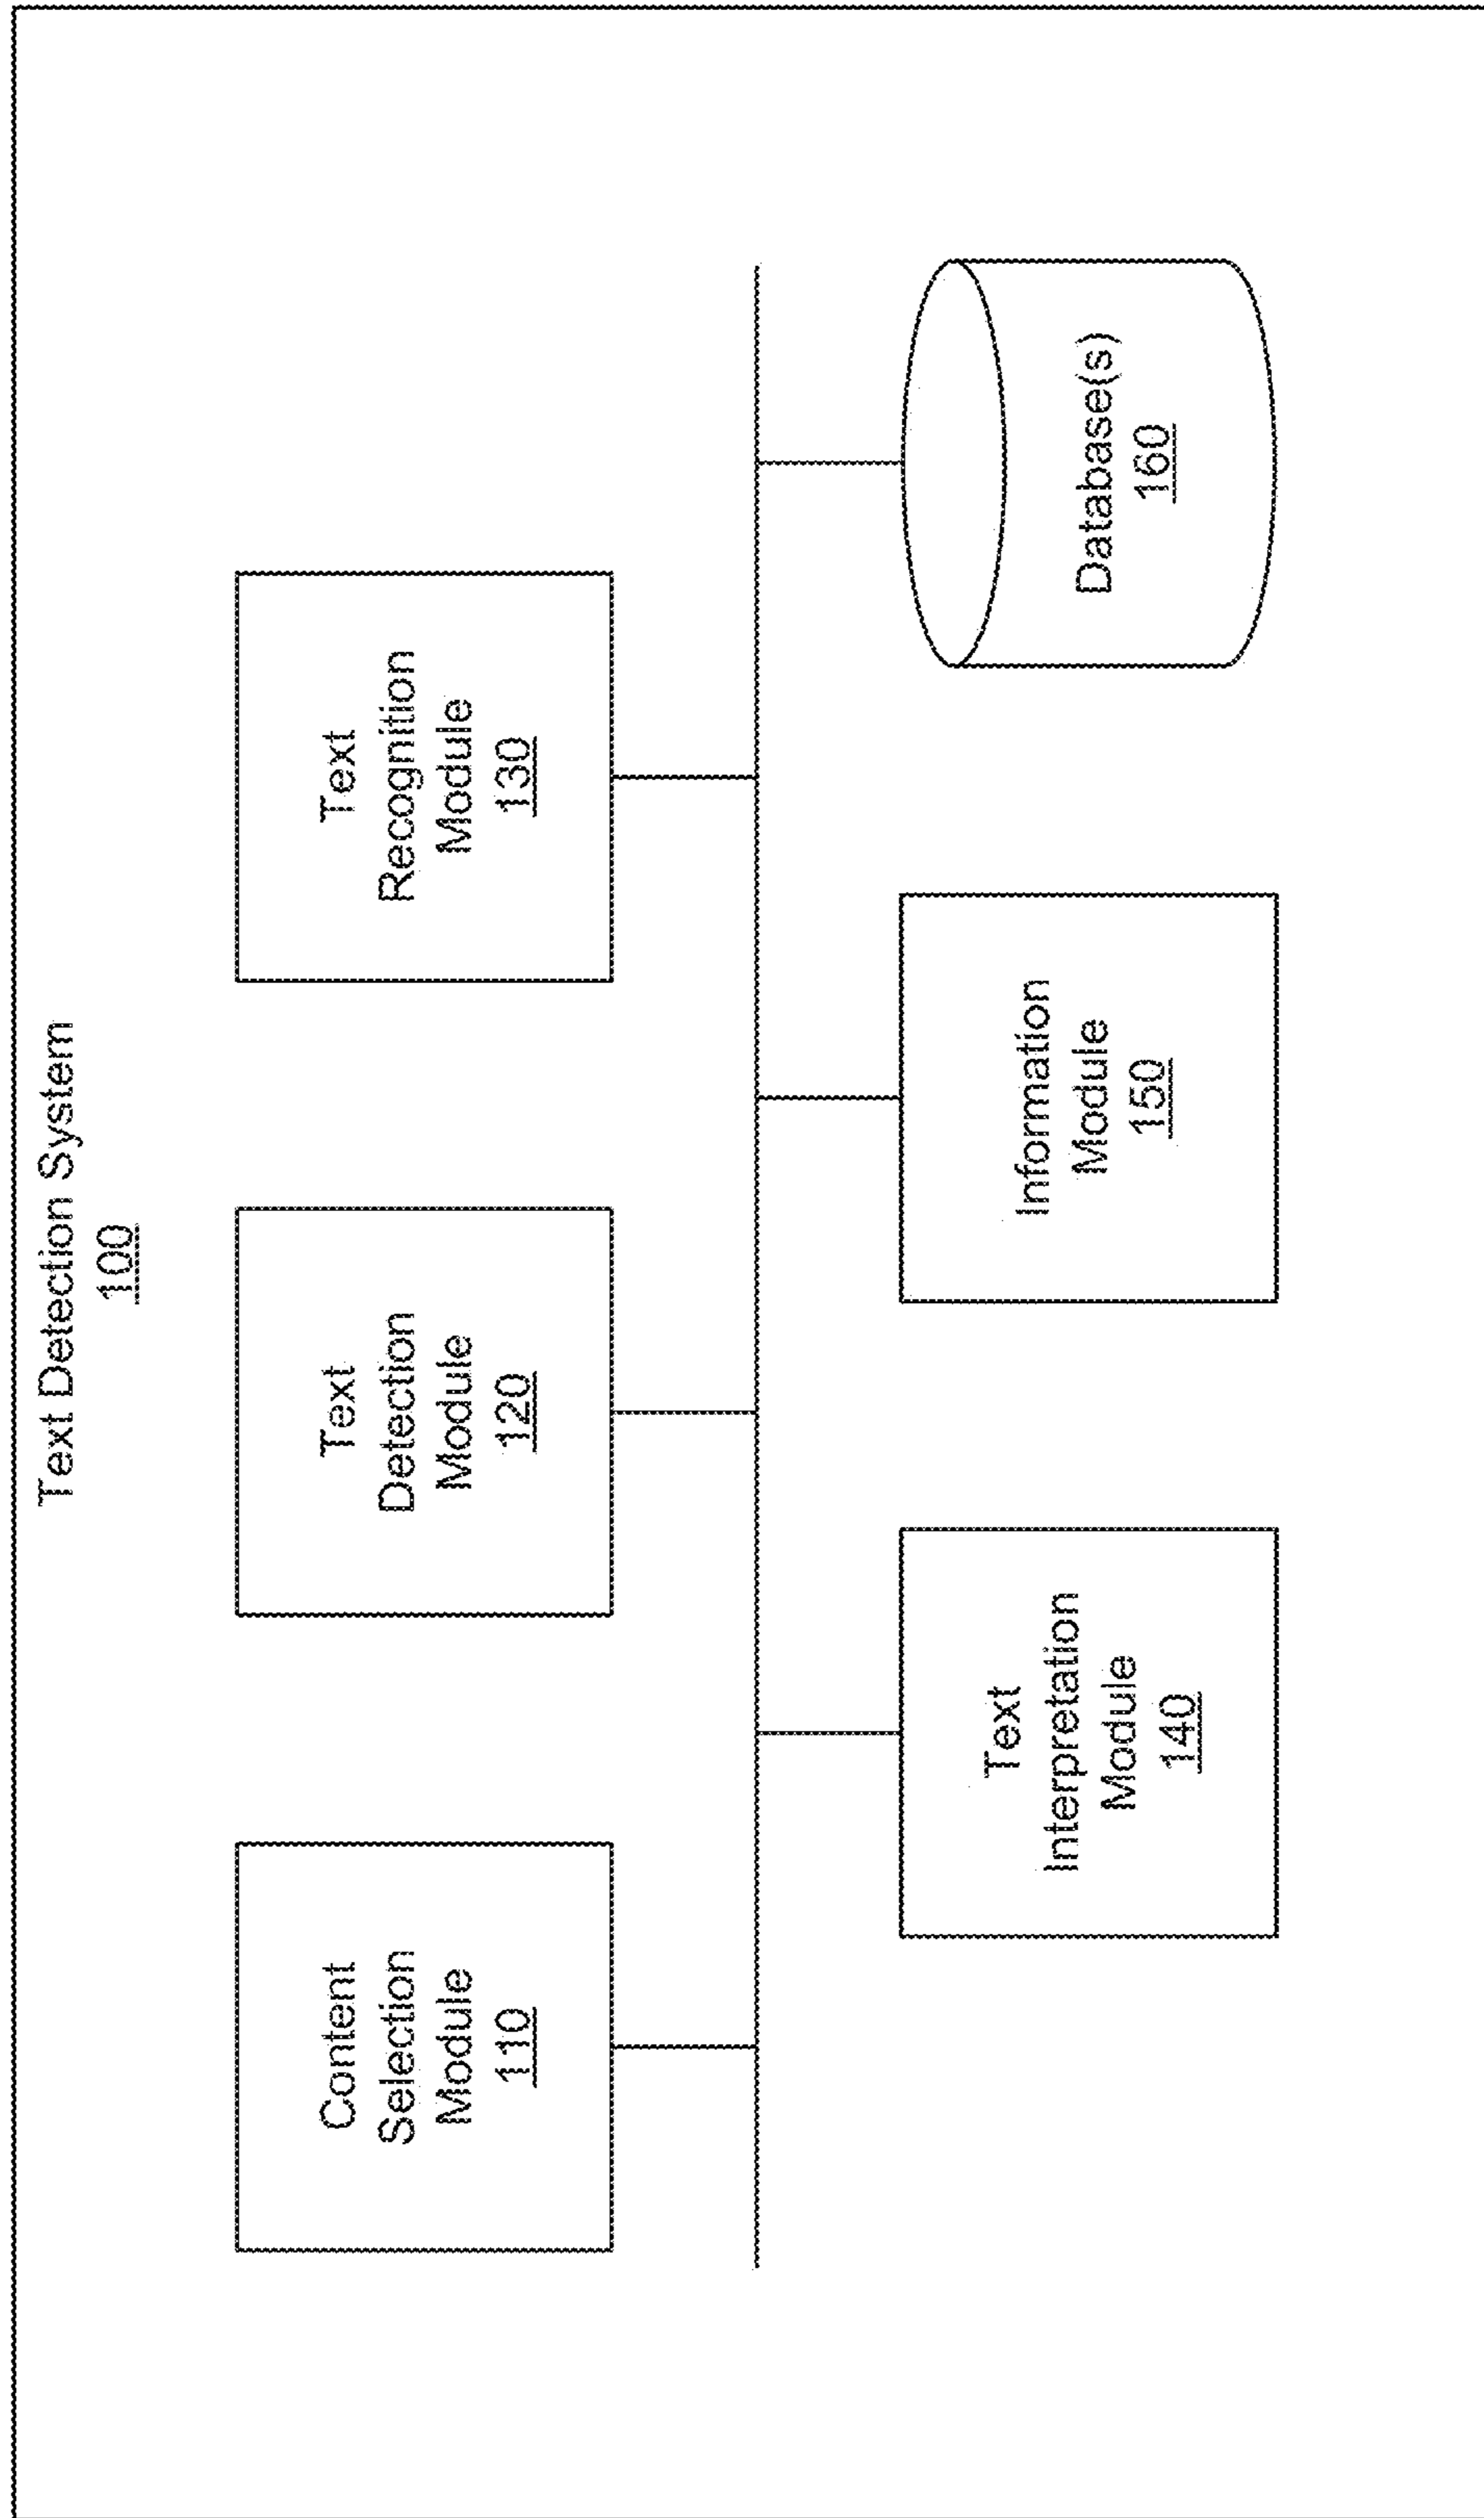 Text Detection System
100
Content
Selection
Module
110
Text
Detection
Module
120
Text
Recognition
Module
130
Text
Interpretation
Module
140
Information
Module
150
Database(s)
160